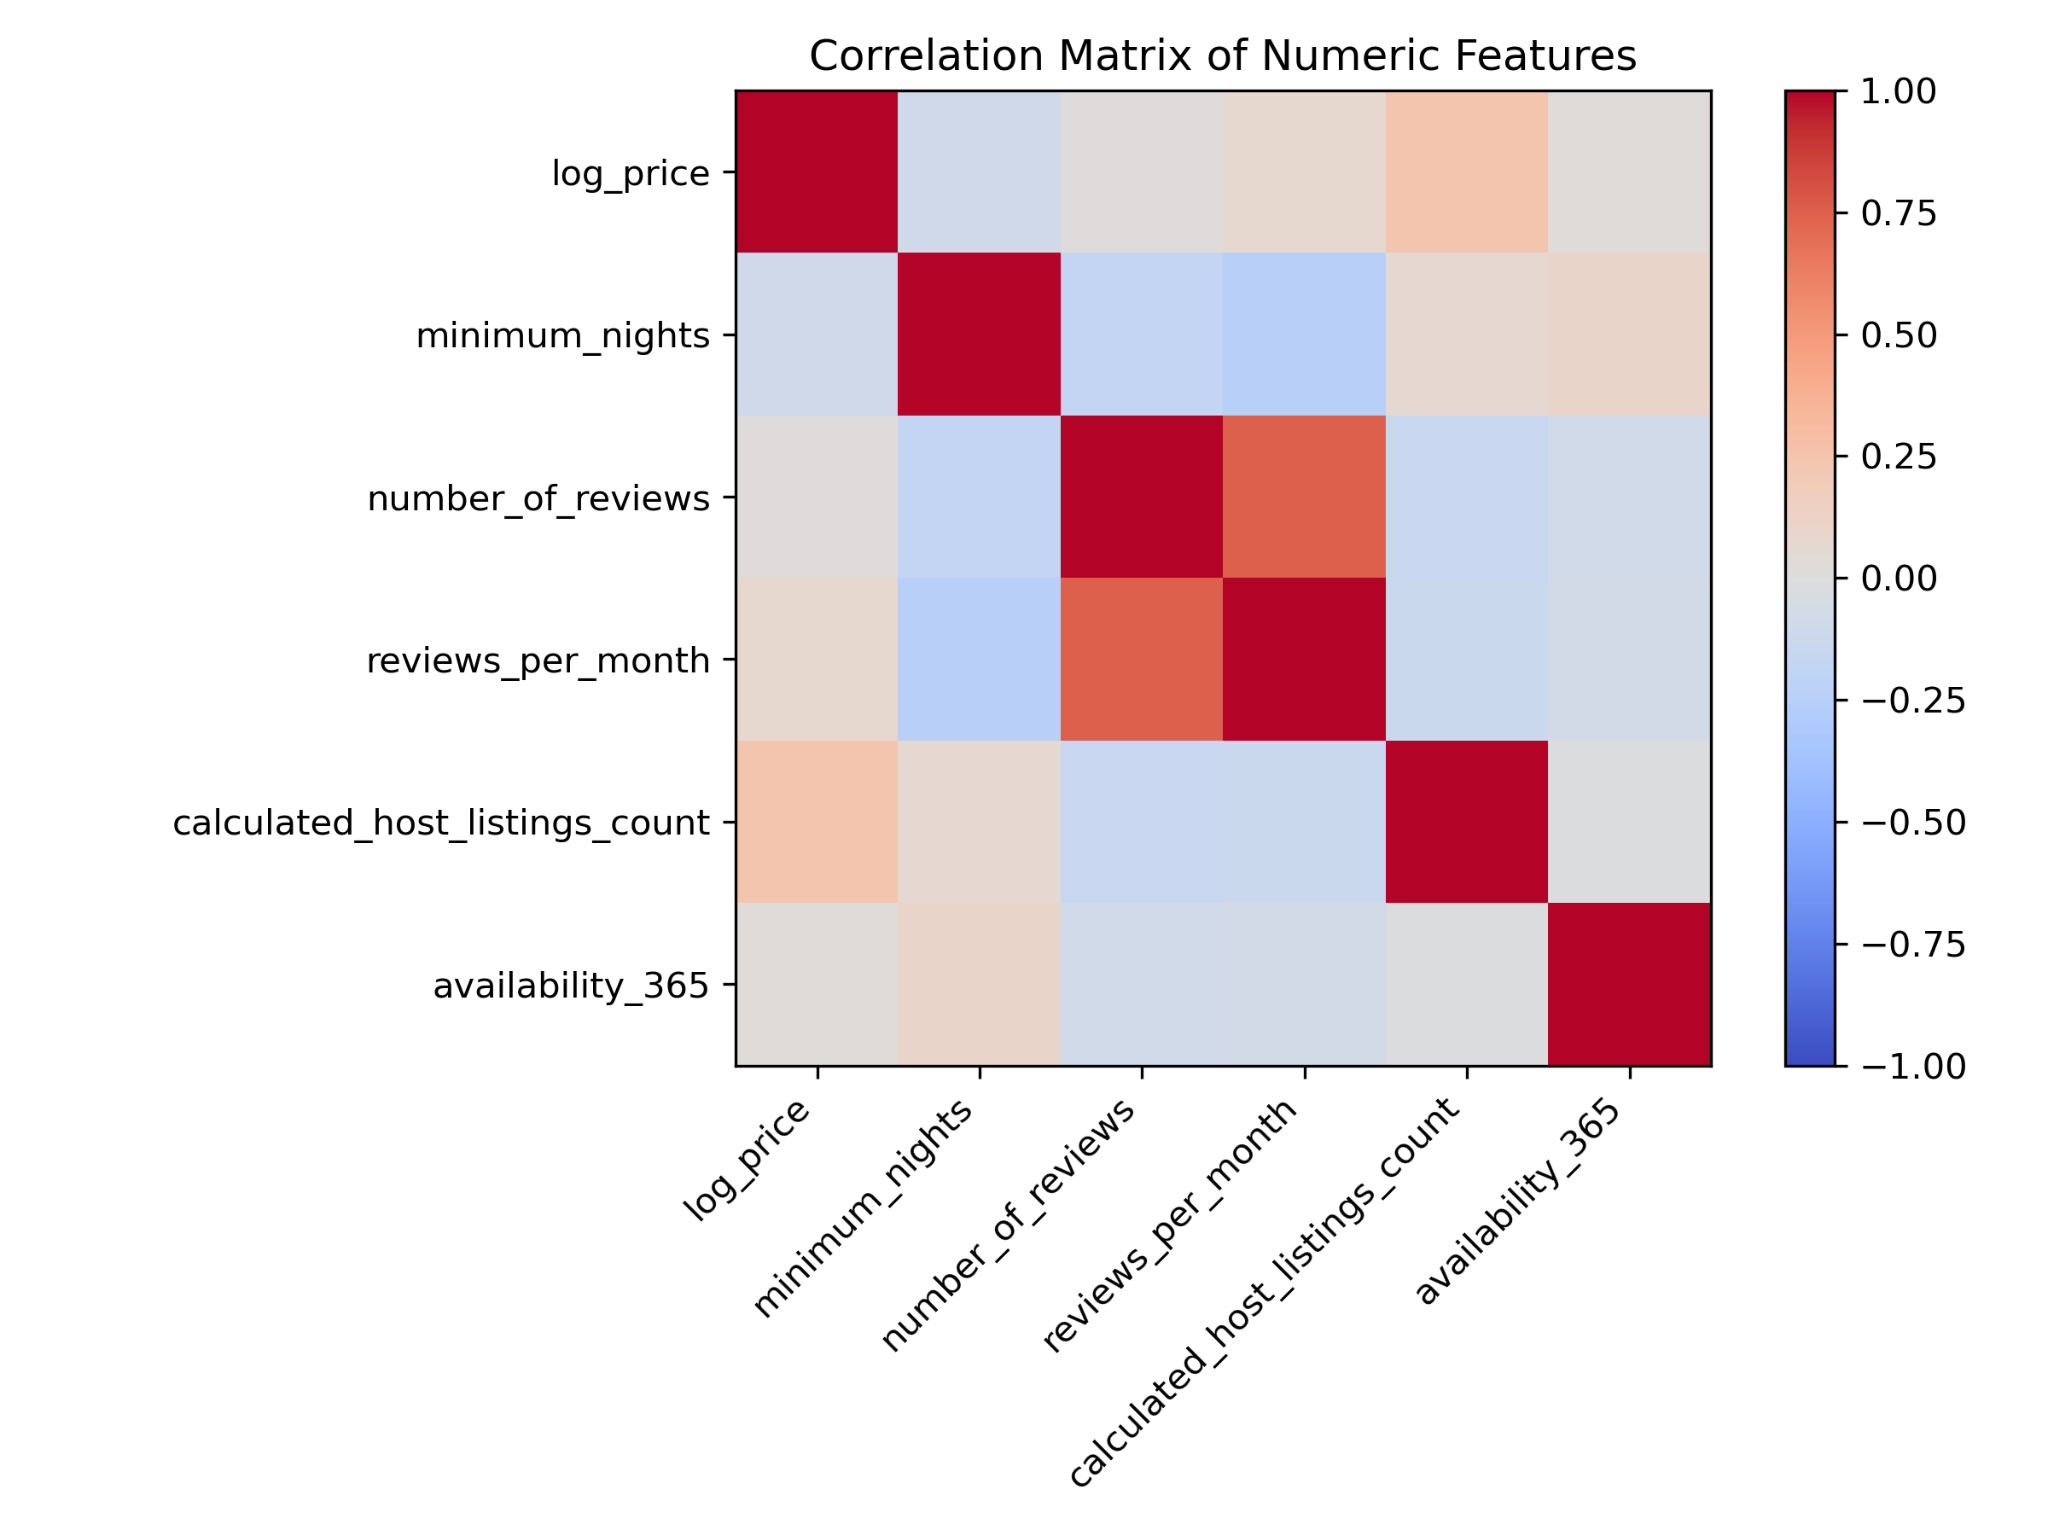 Correlation Matrix of Numeric Features
log_price
minimum_nights
number_of_reviews
reviews_per_month
calculated_host_listings_count
availability_365
log_price
minimum_nights
number_of_reviews
reviews_per_month
calculated_host_listings_count
availability_365
1.00
0.75
0.50
0.25
0.00
−0.25
−0.50
−0.75
−1.00